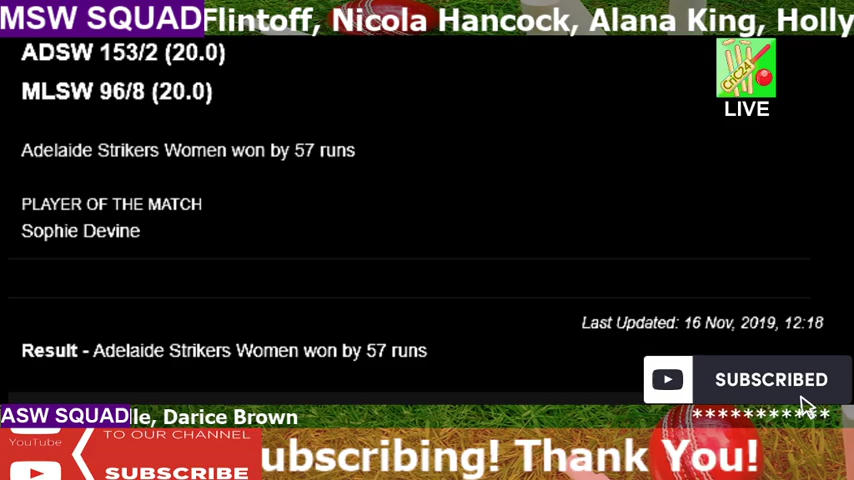 MSW SQUAD Flintoff, Nicola Hancock, Alana King, Holly
ADSW 153/2 (20.0)
CriC24
MLSW 96/8 (20.0)
LIVE
Adelaide Strikers Women won by 57 runs
PLAYER OF THE MATCH
Sophie Devine
Last Updated: 16 Nov, 2019, 12:18
Result - Adelaide Strikers Women won by 57 runs
SUBSCRIBED
ASW SQUAD lle, Darice Brown
***********
YouTube
TO OUR CHANNEL
SUBSCRIBE
ubscribing! Thank You!